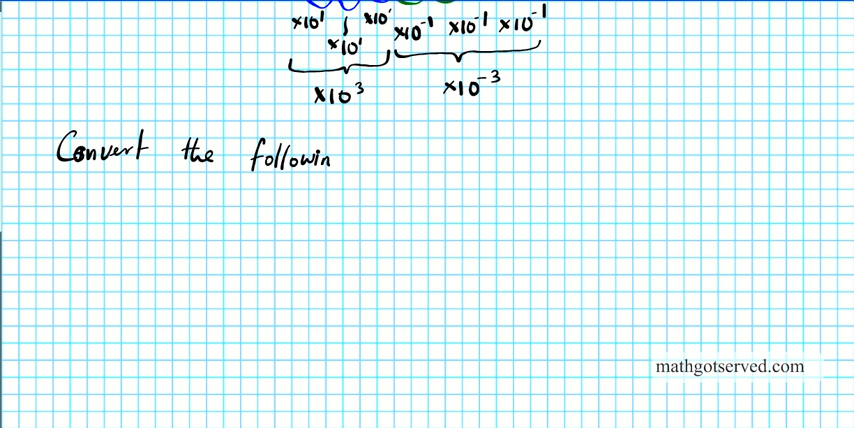 ×10¹ ×10¹ ×10⁻¹ ×10⁻¹ ×10⁻¹
×10¹
×10³ ×10⁻³
Convert the followin
mathgotserved.com